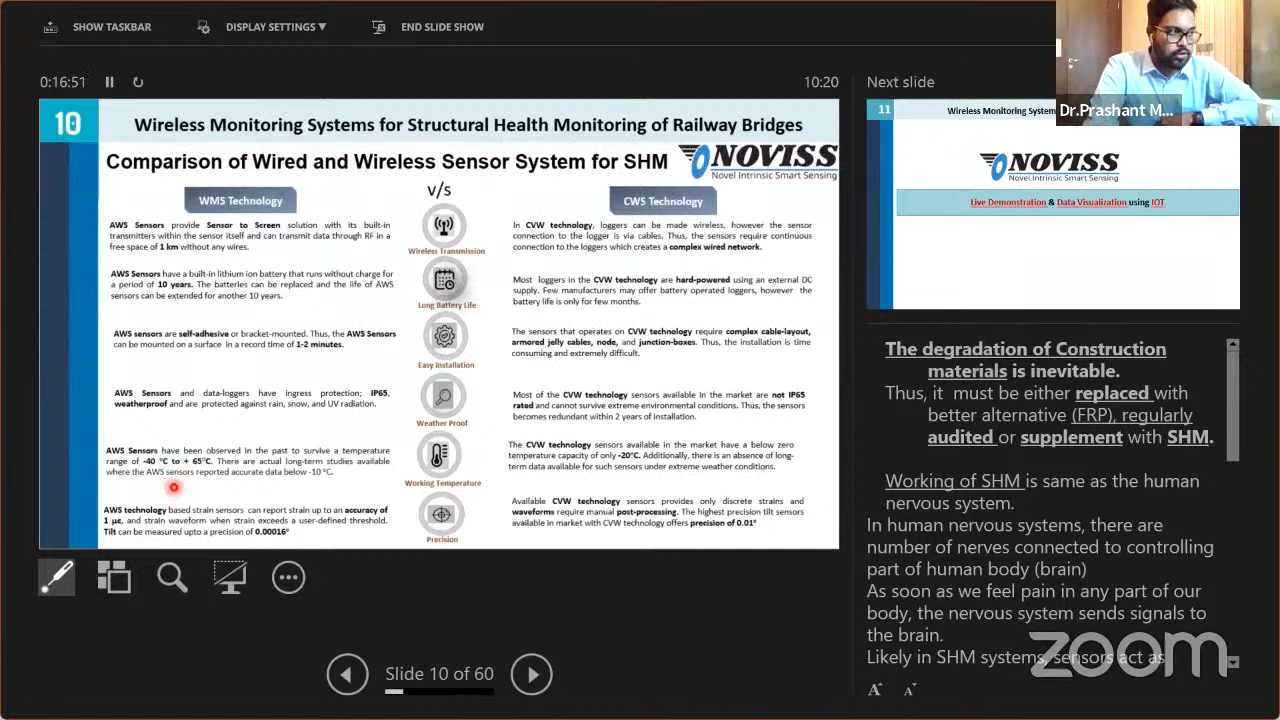 SHOW TASKBAR
DISPLAY SETTINGS ▼
END SLIDE SHOW
0:16:51
10:20
10
Wireless Monitoring Systems for Structural Health Monitoring of Railway Bridges
Comparison of Wired and Wireless Sensor System for SHM
NOVISS
Novel Intrinsic Smart Sensing
v/s
WMS Technology
CWS Technology
AWS Sensors provide Sensor to Screen solution with its built-in
transmitters within the sensor itself and can transmit data through RF in a
free space of 1 km without any wires.
Wireless Transmission
In CVW technology, loggers can be made wireless, however the sensor
connection to the logger is via cables. Thus, the sensors require continuous
connection to the loggers which creates a complex wired network.
AWS Sensors have a built-in lithium ion battery that runs without charge for
a period of 10 years. The batteries can be replaced and the life of AWS
sensors can be extended for another 10 years.
Long Battery Life
Most loggers in the CVW technology are hard-powered using an external DC
supply. Few manufacturers may offer battery operated loggers, however the
battery life is only for few months.
AWS sensors are self-adhesive or bracket-mounted. Thus, the AWS Sensors
can be mounted on a surface in a record time of 1-2 minutes.
Easy Installation
The sensors that operates on CVW technology require complex cable-layout,
armored jelly cables, node, and junction-boxes. Thus, the installation is time
consuming and extremely difficult.
AWS Sensors and data-loggers have ingress protection; IP65,
weatherproof and are protected against rain, snow, and UV radiation.
Weather Proof
Most of the CVW technology sensors available in the market are not IP65
rated and cannot survive extreme environmental conditions. Thus, the sensors
becomes redundant within 2 years of installation.
AWS Sensors have been observed in the past to survive a temperature
range of -40 °C to + 65°C. There are actual long-term studies available
where the AWS sensors reported accurate data below -10 °C.
Working Temperature
The CVW technology sensors available in the market have a below zero
temperature capacity of only -20°C. Additionally, there is an absence of long-
term data available for such sensors under extreme weather conditions.
AWS technology based strain sensors can report strain up to an accuracy of
1 µε, and strain waveform when strain exceeds a user-defined threshold.
Tilt can be measured upto a precision of 0.00016°
Precision
Available CVW technology sensors provides only discrete strains and
waveforms require manual post-processing. The highest precision tilt sensors
available in market with CVW technology offers precision of 0.01°
Slide 10 of 60
Next slide
Dr.Prashant M...
11
Wireless Monitoring System
NOVISS
Novel Intrinsic Smart Sensing
Live Demonstration & Data Visualization using IOT
The degradation of Construction
materials is inevitable.
Thus, it must be either replaced with
better alternative (FRP), regularly
audited or supplement with SHM.
Working of SHM is same as the human
nervous system.
In human nervous systems, there are
number of nerves connected to controlling
part of human body (brain)
As soon as we feel pain in any part of our
body, the nervous system sends signals to
the brain.
Likely in SHM systems, sensors act as
zoom
A A